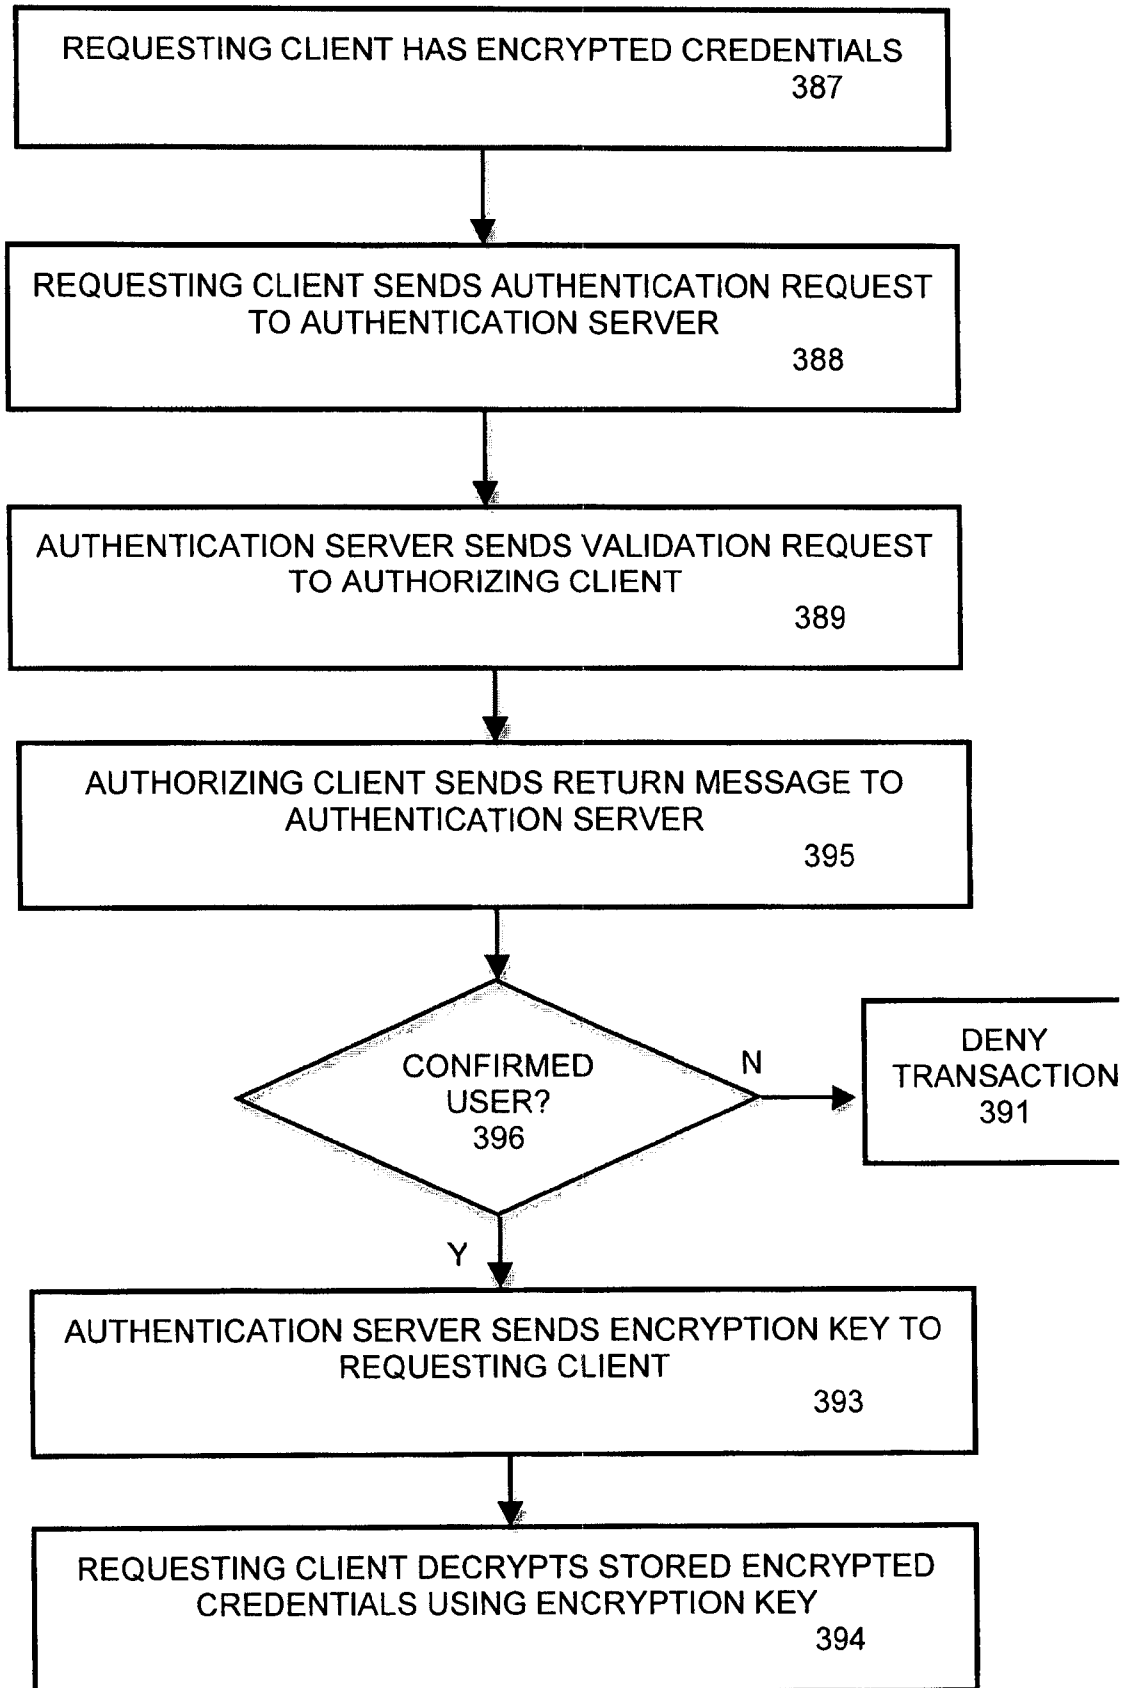 REQUESTING CLIENT HAS ENCRYPTED CREDENTIALS
387
REQUESTING CLIENT SENDS AUTHENTICATION REQUEST
TO AUTHENTICATION SERVER
388
AUTHENTICATION SERVER SENDS VALIDATION REQUEST
TO AUTHORIZING CLIENT
389
AUTHORIZING CLIENT SENDS RETURN MESSAGE TO
AUTHENTICATION SERVER
395
CONFIRMED
USER?
396
N
DENY
TRANSACTION
391
Y
AUTHENTICATION SERVER SENDS ENCRYPTION KEY TO
REQUESTING CLIENT
393
REQUESTING CLIENT DECRYPTS STORED ENCRYPTED
CREDENTIALS USING ENCRYPTION KEY
394